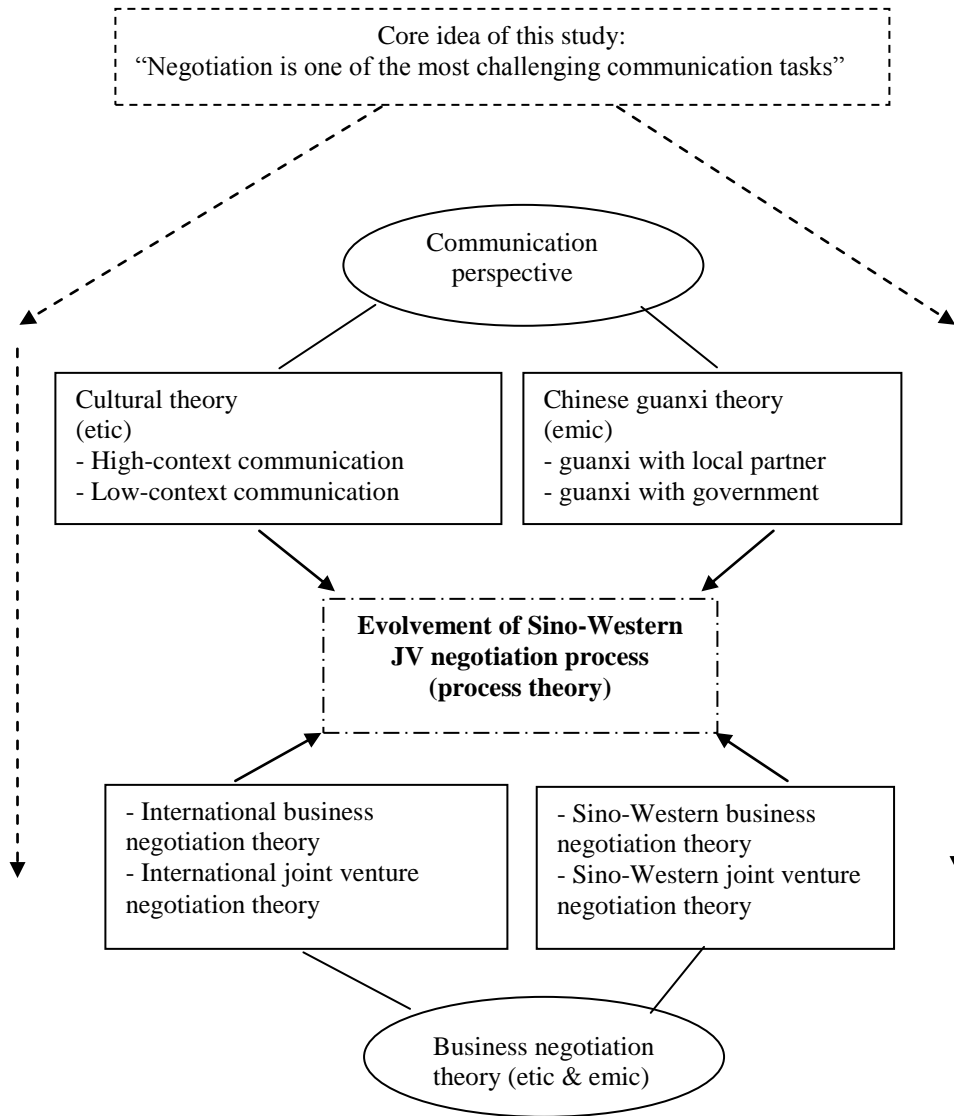 Core idea of this study:
“Negotiation is one of the most challenging communication tasks”
Communication
perspective
Cultural theory
(etic)
- High-context communication
- Low-context communication
Chinese guanxi theory
(emic)
- guanxi with local partner
- guanxi with government
Evolvement of Sino-Western
JV negotiation process
(process theory)
- International business
negotiation theory
- International joint venture
negotiation theory
- Sino-Western business
negotiation theory
- Sino-Western joint venture
negotiation theory
Business negotiation
theory (etic & emic)